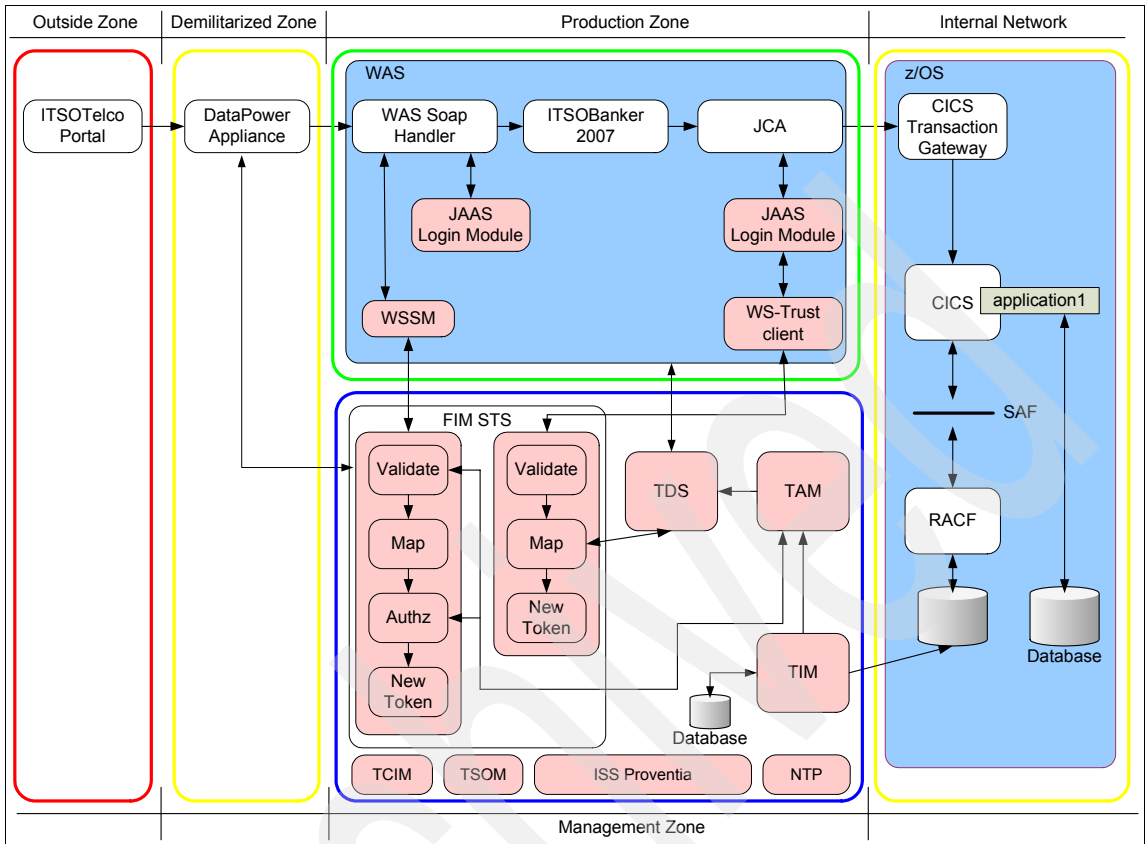 Outside Zone
Demilitarized Zone
Production Zone
Internal Network
WAS
z/OS
ITSOTelco
Portal
DataPower
Appliance
WAS Soap
Handler
ITSOBanker
2007
JCA
CICS
Transaction
Gateway
JAAS
Login Module
JAAS
Login Module
WSSM
WS-Trust
client
CICS
application1
SAF
FIM STS
Validate
Map
Authz
New
Token
Validate
Map
New
Token
TDS
TAM
RACF
TIM
Database
Database
TCIM
TSOM
ISS Proventia
NTP
Management Zone